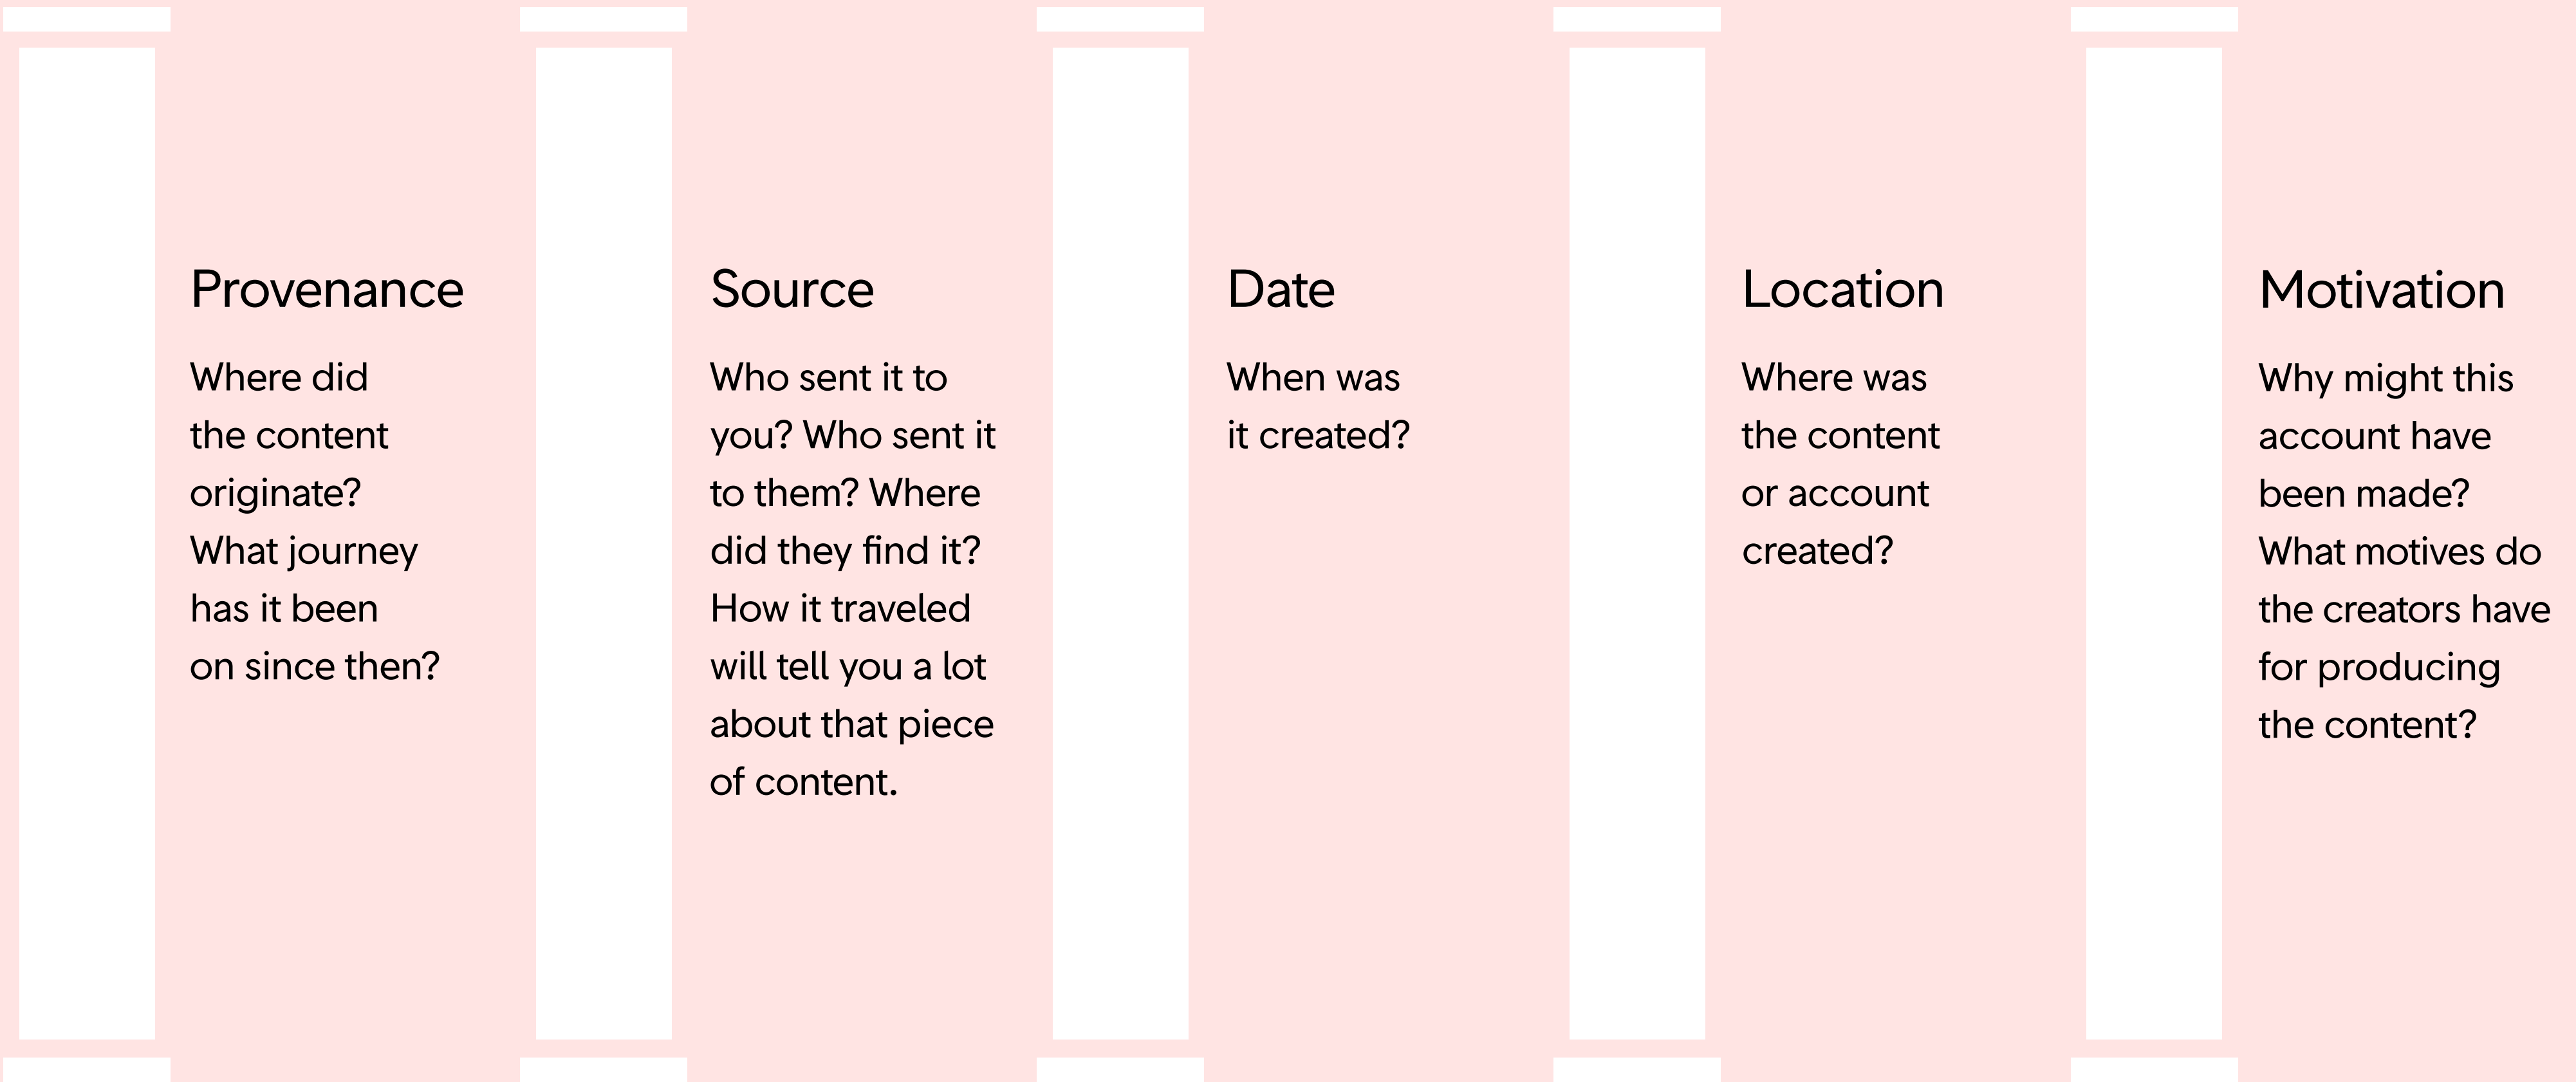 Provenance
Where did
the content
originate?
What journey
has it been
on since then?
Source
Who sent it to
you? Who sent it
to them? Where
did they find it?
How it traveled
will tell you a lot
about that piece
of content.
Date
When was
it created?
Location
Where was
the content
or account
created?
Motivation
Why might this
account have
been made?
What motives do
the creators have
for producing
the content?